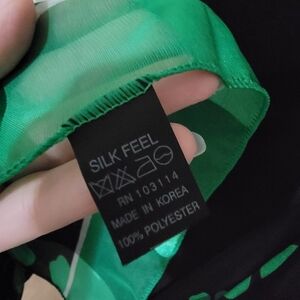 SILK FEEL
RN 103114
MADE IN KOREA
100% POLYESTER